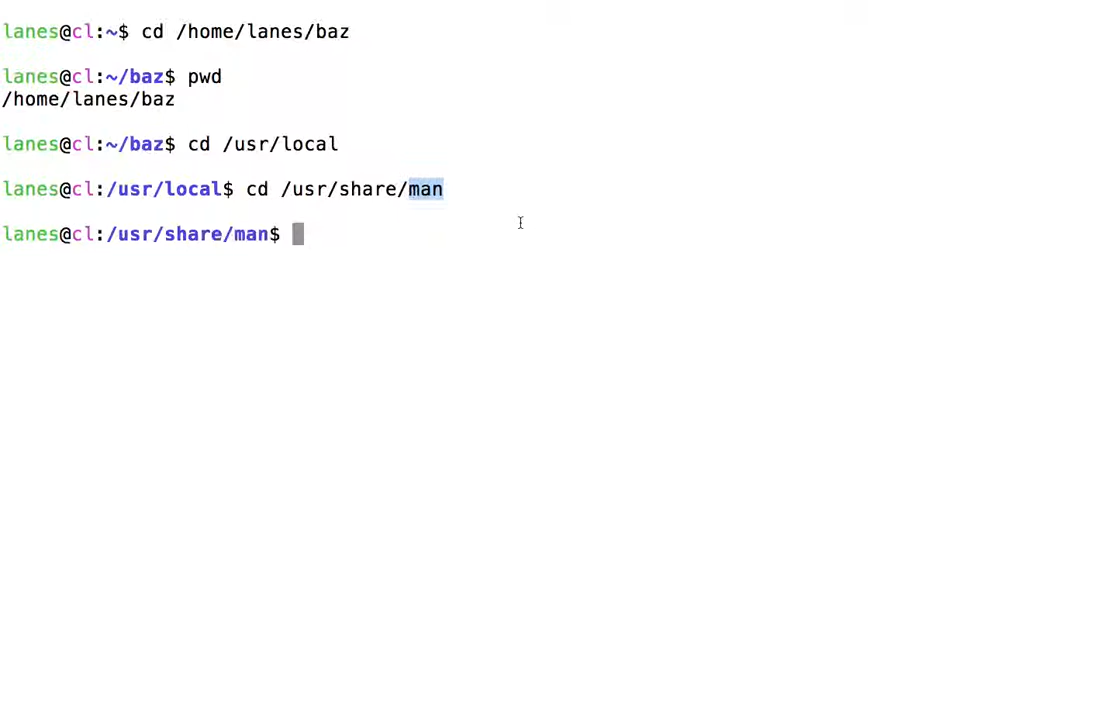 lanes@cl:~$ cd /home/lanes/baz
lanes@cl:~/baz$ pwd
/home/lanes/baz
lanes@cl:~/baz$ cd /usr/local
lanes@cl:/usr/local$ cd /usr/share/man
lanes@cl:/usr/share/man$